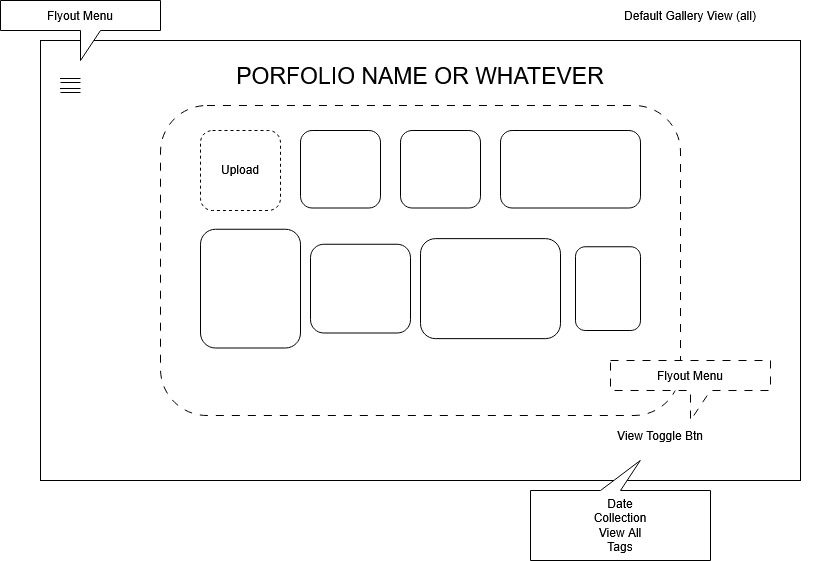 Flyout Menu
Default Gallery View (all)
PORFOLIO NAME OR WHATEVER
Upload
Flyout Menu
View Toggle Btn
Date
Collection
View All
Tags